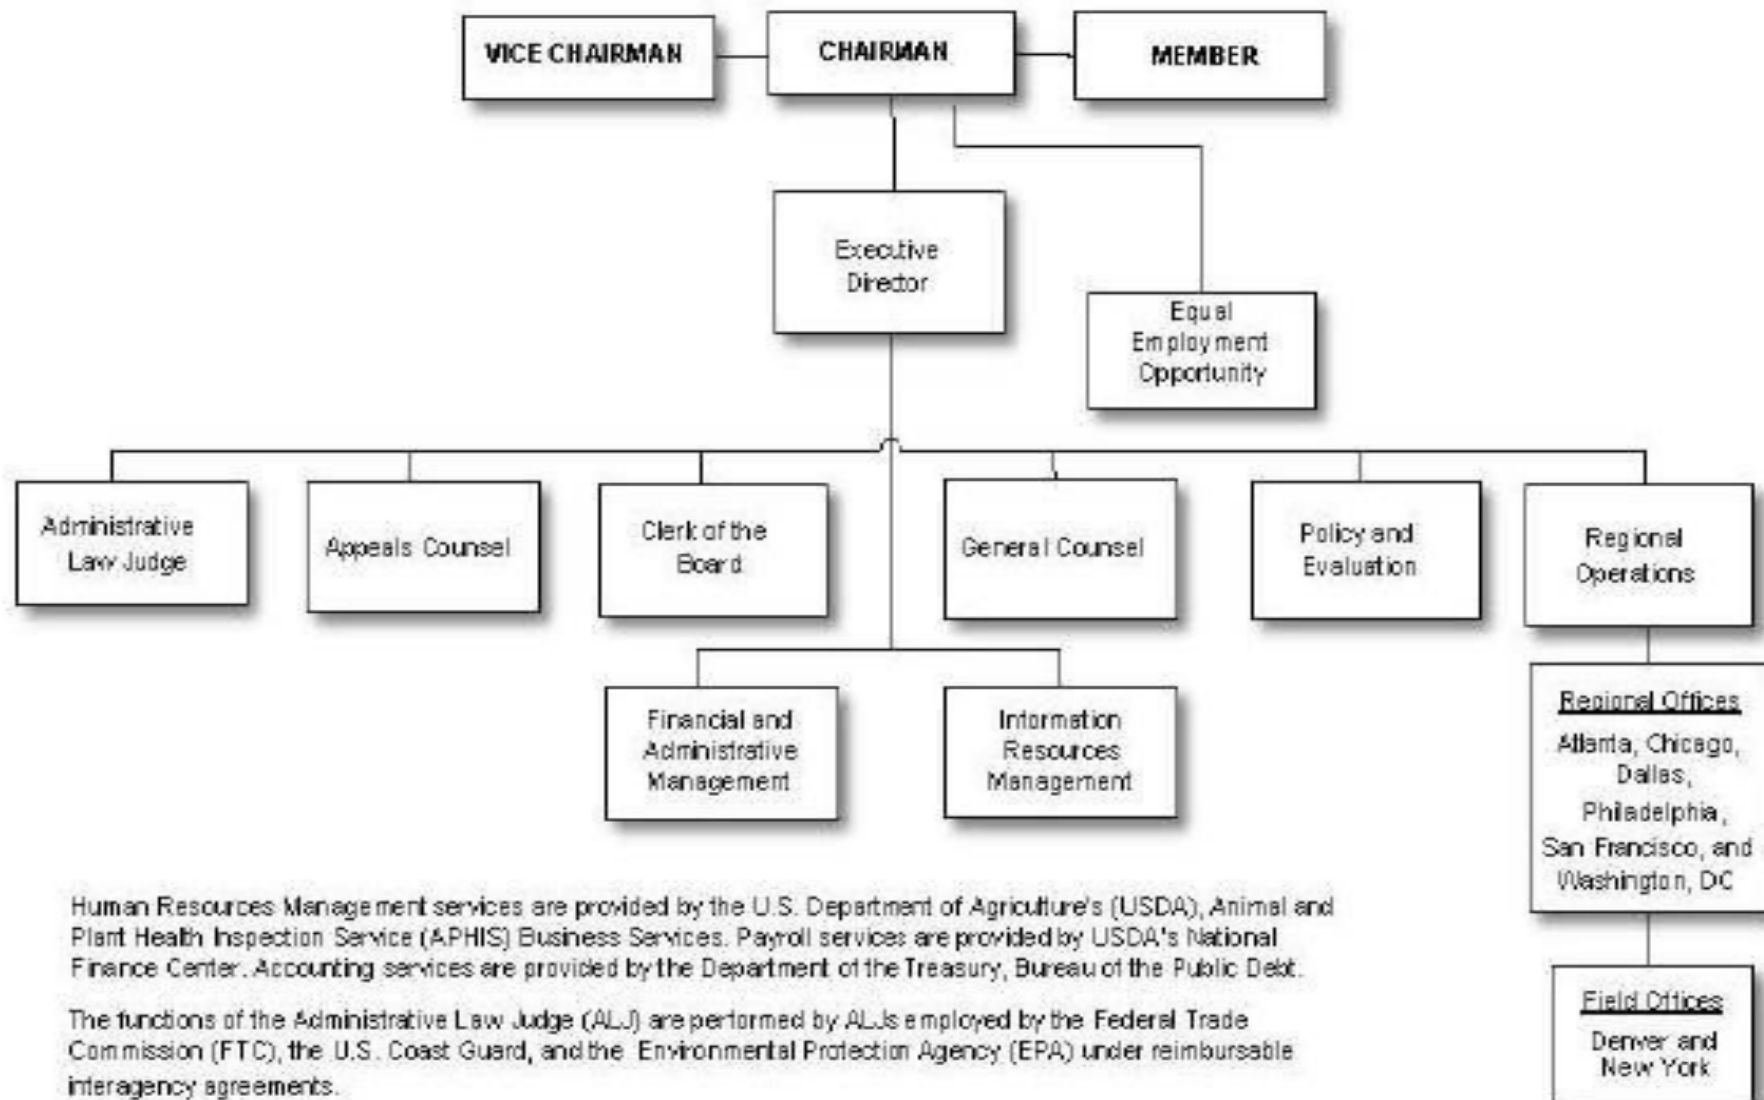 VICE CHAIRMAN
CHAIRMAN
MEMBER
Executive
Director
Equal
Employment
Opportunity
Administrative
Law Judge
Appeals Counsel
Clerk of the
Board
General Counsel
Policy and
Evaluation
Regional
Operations
Financial and
Administrative
Management
Information
Resources
Management
Regional Offices
Atlanta, Chicago,
Dallas,
Philadelphia,
San Francisco, and
Washington, DC
Field Offices
Denver and
New York
Human Resources Management services are provided by the U.S. Department of Agriculture's (USDA), Animal and
Plant Health Inspection Service (APHIS) Business Services. Payroll services are provided by USDA's National
Finance Center. Accounting services are provided by the Department of the Treasury, Bureau of the Public Debt.
The functions of the Administrative Law Judge (ALJ) are performed by ALJs employed by the Federal Trade
Commission (FTC), the U.S. Coast Guard, and the Environmental Protection Agency (EPA) under reimbursable
interagency agreements.